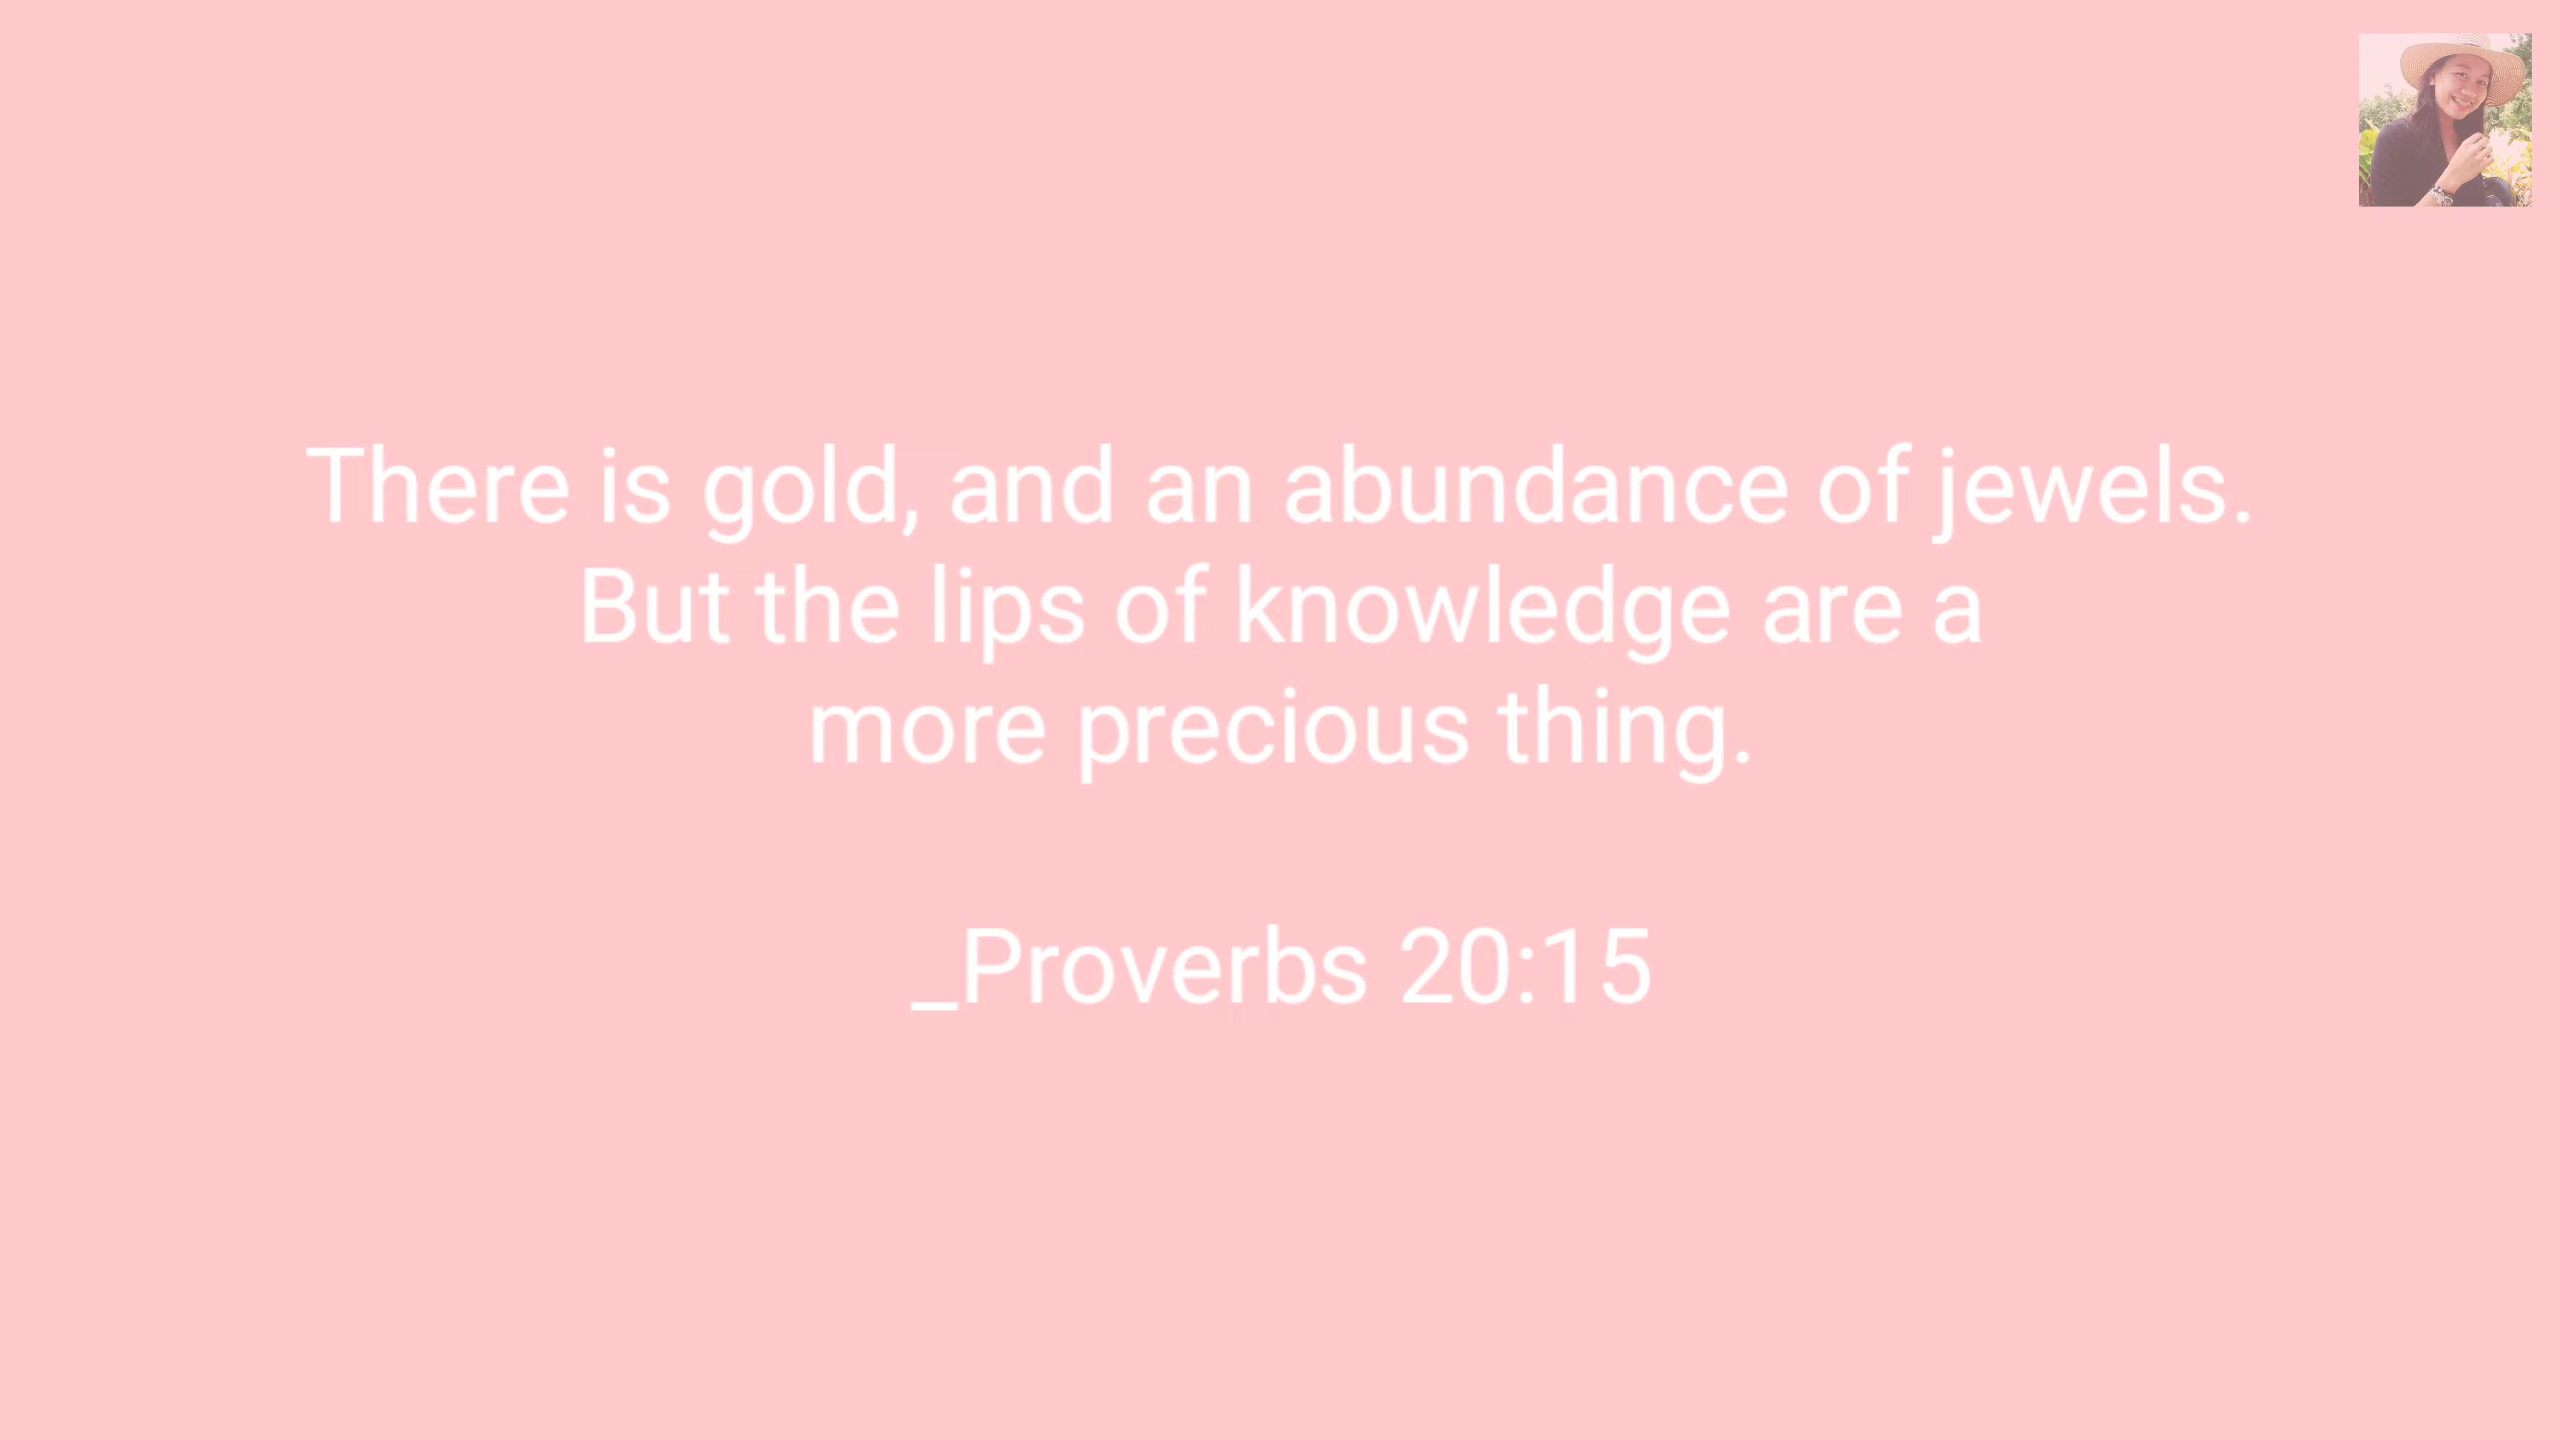 There is gold, and an abundance of jewels.
But the lips of knowledge are a
more precious thing.
_Proverbs 20:15